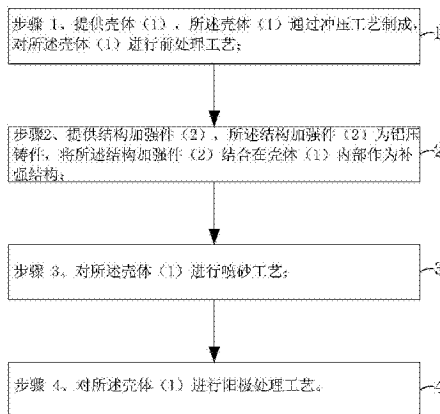 步骤 1、提供壳体（1），所述壳体（1）通过冲压工艺制成，
对所述壳体（1）进行前处理工艺；
1
步骤2、提供结构加强件（2），所述结构加强件（2）为铝压
铸件，将所述结构加强件（2）结合在壳体（1）内部作为补
强结构；
2
步骤 3、对所述壳体（1）进行喷砂工艺；
3
步骤 4、对所述壳体（1）进行阳极处理工艺。
4